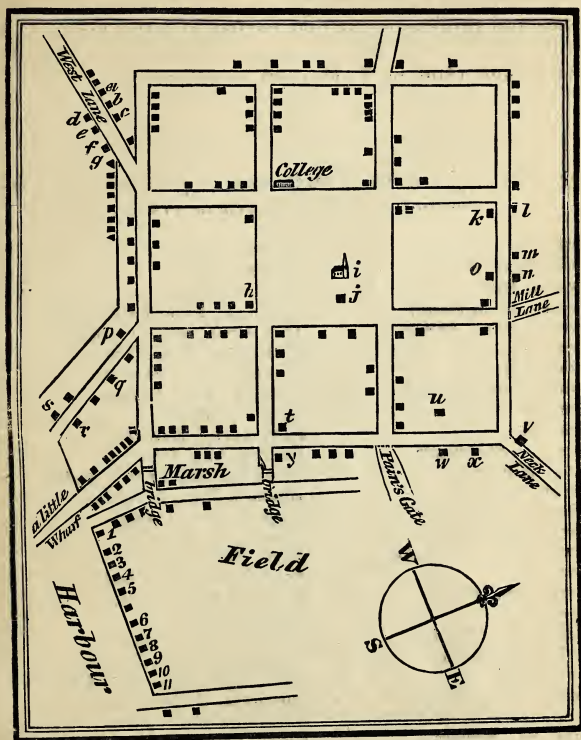 West
Lane
a
b
c
d
e
f
g
College
k
l
i
j
h
m
n
o
Mill
Lane
p
q
s
r
t
u
v
Neck
Lane
w
x
y
Pain's Gate
Marsh
bridge
bridge
a little
Wharf
1
2
3
4
5
6
7
8
9
10
11
Field
Harbour
W
S
E